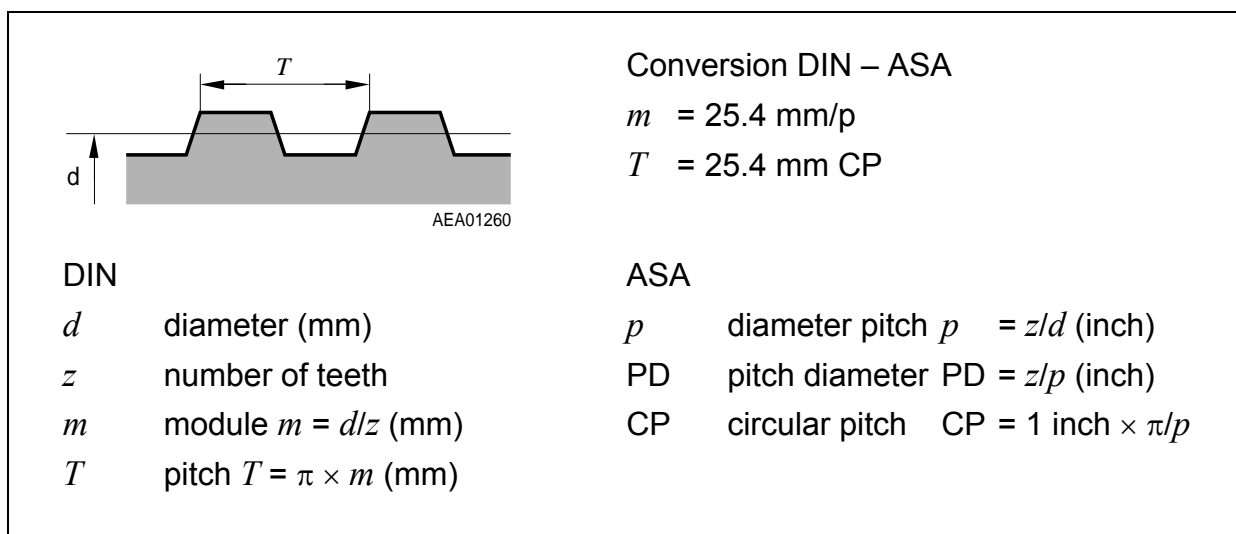 T
d
AEA01260
Conversion DIN – ASA
m = 25.4 mm/p
T = 25.4 mm CP
DIN
d diameter (mm)
z number of teeth
m module m = d/z (mm)
T pitch T = π × m (mm)
ASA
p diameter pitch p = z/d (inch)
PD pitch diameter PD = z/p (inch)
CP circular pitch CP = 1 inch × π/p